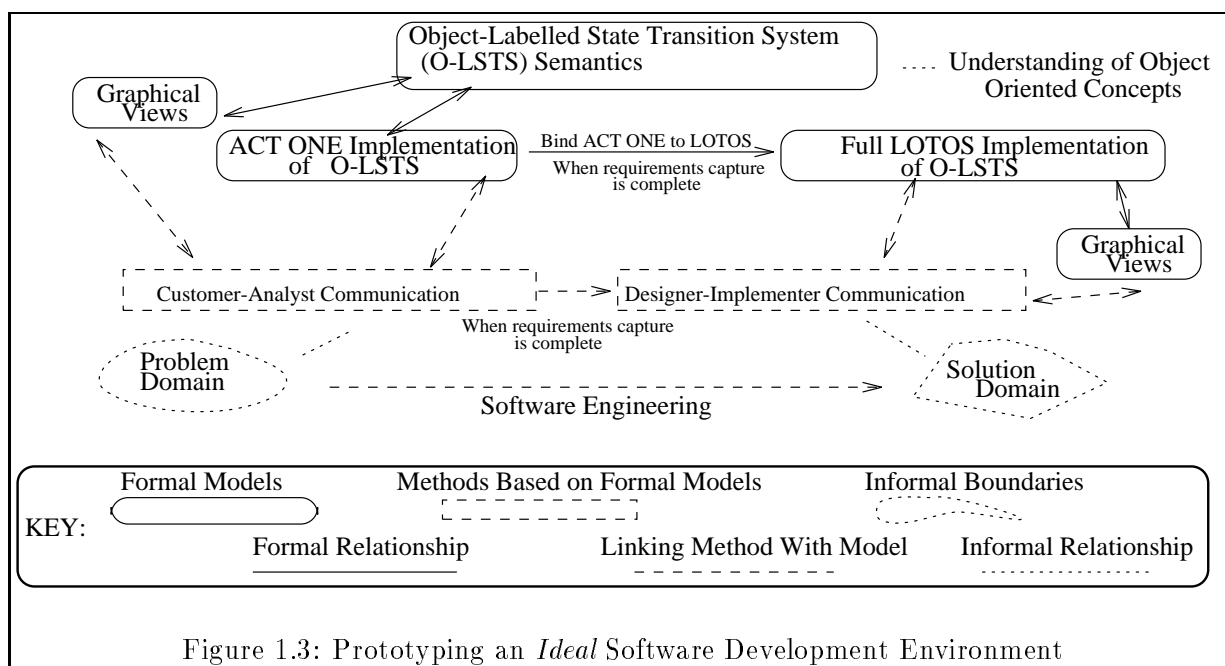 Object-Labelled State Transition System
(O-LSTS) Semantics
Understanding of Object
Oriented Concepts
Graphical
Views
ACT ONE Implementation
of O-LSTS
Bind ACT ONE to LOTOS
When requirements capture
is complete
Full LOTOS Implementation
of O-LSTS
Graphical
Views
Customer-Analyst Communication
Designer-Implementer Communication
When requirements capture
is complete
Problem
Domain
Solution
Domain
Software Engineering
Formal Models
Methods Based on Formal Models
Informal Boundaries
KEY:
Formal Relationship
Linking Method With Model
Informal Relationship
Figure 1.3: Prototyping an Ideal Software Development Environment